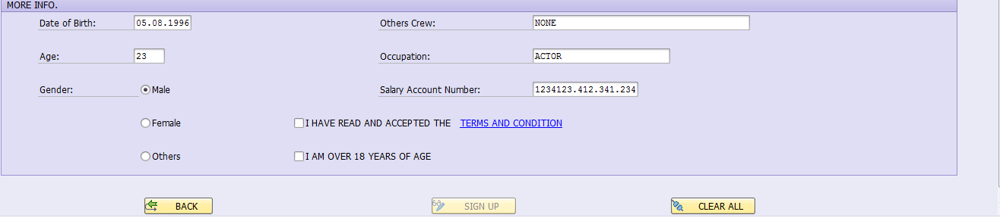 MORE INFO.
Date of Birth: 05.08.1996 Others Crew: NONE
Age: 23 Occupation: ACTOR
Gender: Male Salary Account Number: 1234123.412.341.234
Female I HAVE READ AND ACCEPTED THE TERMS AND CONDITION
Others I AM OVER 18 YEARS OF AGE
BACK SIGN UP CLEAR ALL